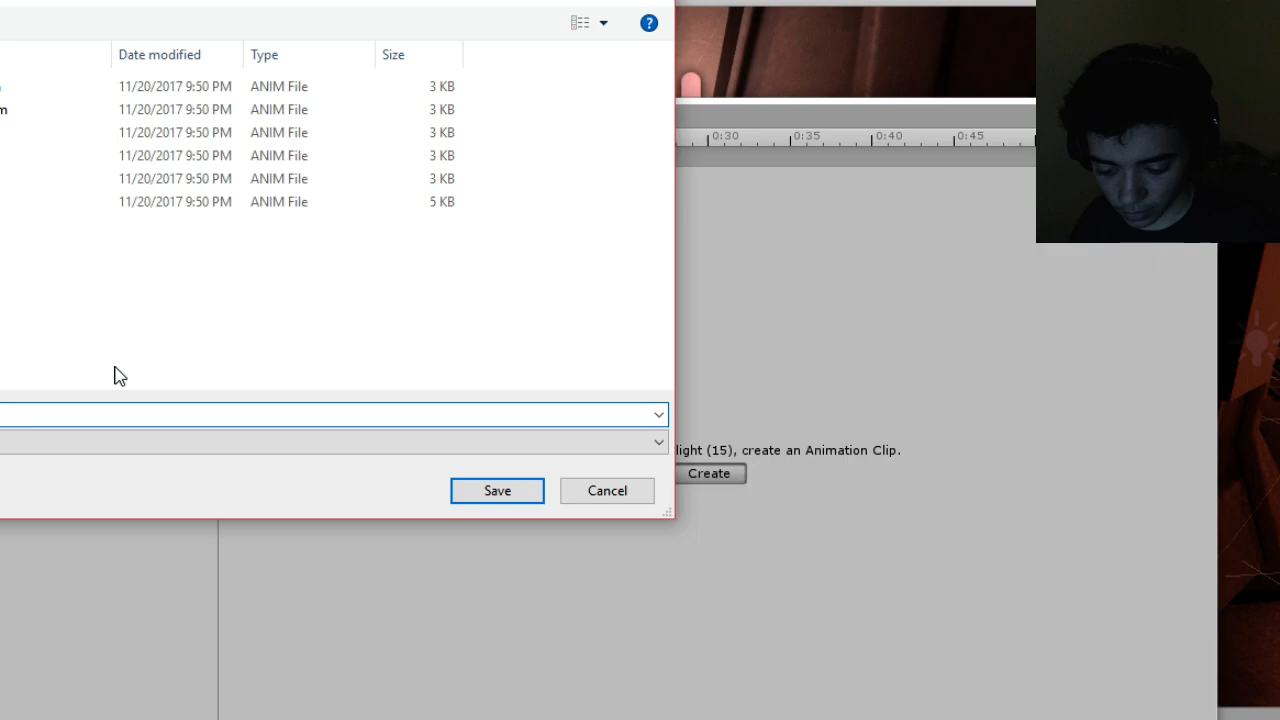 Date modified Type Size
11/20/2017 9:50 PM ANIM File 3 KB
m 11/20/2017 9:50 PM ANIM File 3 KB
11/20/2017 9:50 PM ANIM File 3 KB
11/20/2017 9:50 PM ANIM File 3 KB
11/20/2017 9:50 PM ANIM File 3 KB
11/20/2017 9:50 PM ANIM File 5 KB
0:30 0:35 0:40 0:45
light (15), create an Animation Clip.
Create
Save Cancel